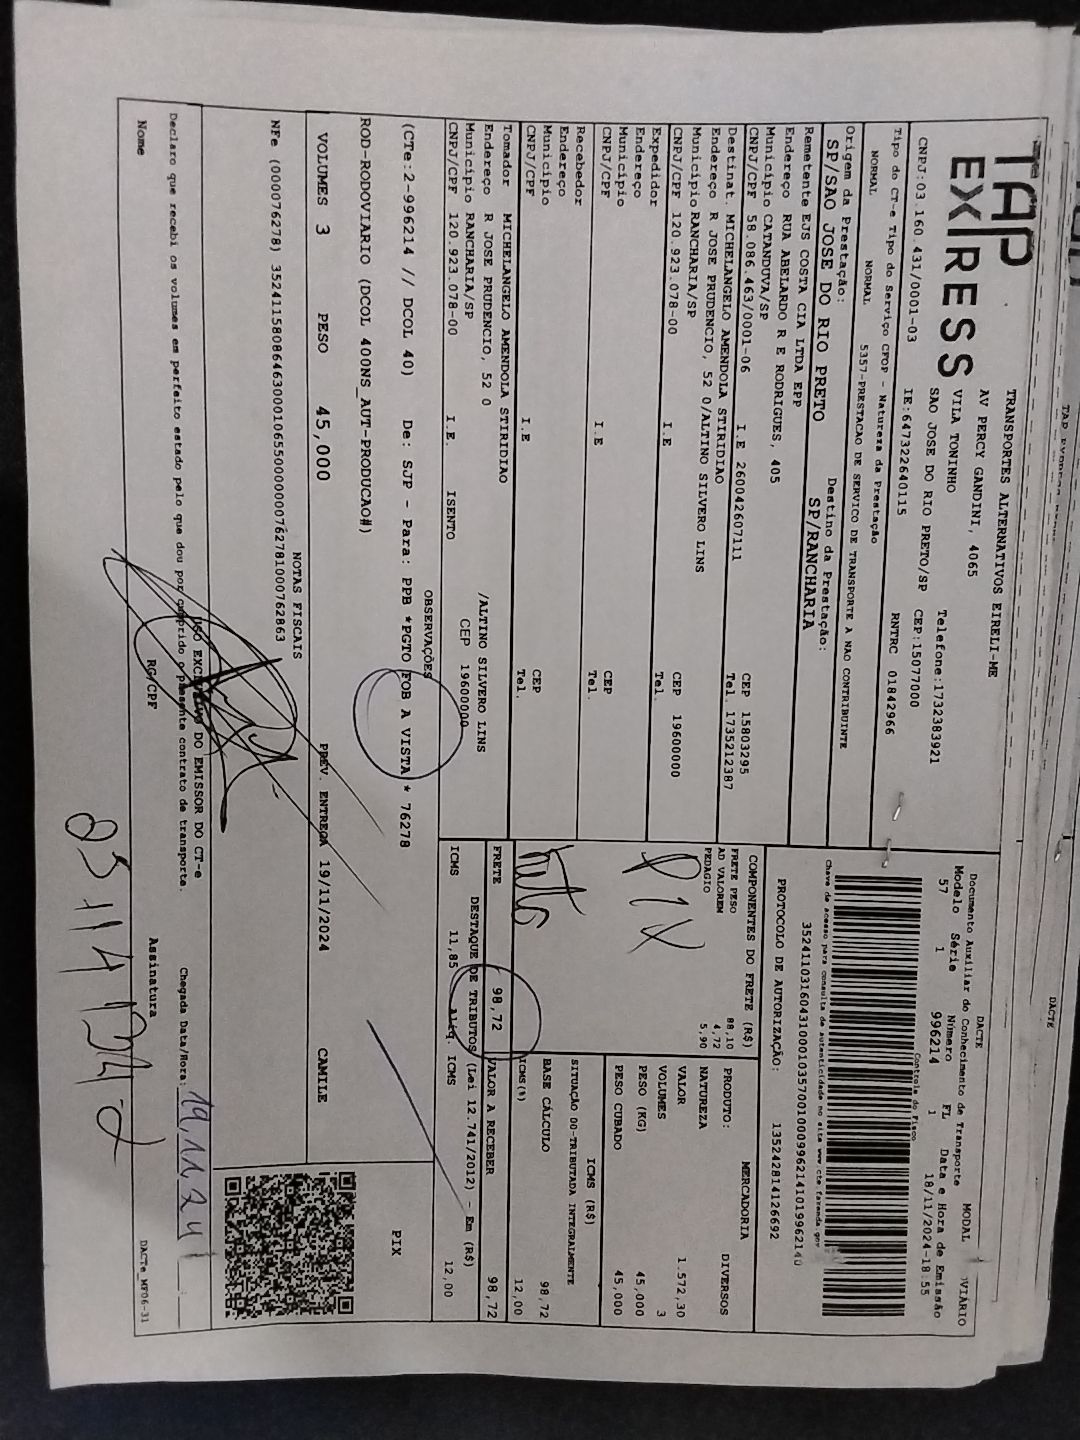 TAP
EXPRESS
TRANSPORTES ALTERNATIVOS EIRELI-ME
AV PERCY GANDINI, 4065
VILA TONINHO
SAO JOSE DO RIO PRETO/SP
Telefone:1732383921
CEP:15077000
CNPJ:03.160.431/0001-03
IE:647322640115
RNTRC 01842966
Tipo do CT-e Tipo do Serviço CFOP - Natureza da Prestação
NORMAL NORMAL 5357-PRESTACAO DE SERVICO DE TRANSPORTE A NAO CONTRIBUINTE
Origem da Prestação: Destino da Prestação:
SP/SAO JOSE DO RIO PRETO SP/RANCHARIA
Remetente EJS COSTA CIA LTDA EPP
Endereço RUA ABELARDO R E RODRIGUES, 405
Município CATANDUVA/SP CEP 15803295
CNPJ/CPF 58.086.463/0001-06 I.E 260042607111 Tel. 1735212387
Destinat. MICHELANGELO AMENDOLA STIRIDIAO
Endereço R JOSE PRUDENCIO, 52 0/ALTINO SILVERO LINS
Município RANCHARIA/SP CEP 19600000
CNPJ/CPF 120.923.078-00 I.E Tel.
Expedidor
Endereço
Município CEP
CNPJ/CPF I.E Tel.
Recebedor
Endereço
Município CEP
CNPJ/CPF I.E Tel.
Tomador MICHELANGELO AMENDOLA STIRIDIAO
Endereço R JOSE PRUDENCIO, 52 0 /ALTINO SILVERO LINS
Município RANCHARIA/SP CEP 19600000
CNPJ/CPF 120.923.078-00 I.E. ISENTO
OBSERVAÇÕES
(CTe:2-996214 // DCOL 40) De: SJP - Para: PPB *PGTO FOB A VISTA * 76278
ROD-RODOVIARIO (DCOL 400NS_AUT-PRODUCAO#)
VOLUMES 3 PESO 45,000 PREV. ENTREGA 19/11/2024 CAMILE
NOTAS FISCAIS
NFe (000076278) 35241158086463000106550000000762781000762863
USO EXCLUSIVO DO EMISSOR DO CT-e
Declaro que recebi os volumes em perfeito estado pelo que dou por cumprido o presente contrato de transporte. Chegada Data/Hora: 19/11/24
Nome RG/CPF Assinatura
DACTE
Documento Auxiliar do Conhecimento de Transporte
MODAL
Modelo Série Número FL Data e Hora de Emissão
57 1 996214 1 18/11/2024-18:55
Controle do Fisco
Chave de acesso para consulta de autenticidade no site www.cte.fazenda.gov
PROTOCOLO DE AUTORIZAÇÃO: 135242814126692
COMPONENTES DO FRETE (R$)
FRETE PESO 88,10
AD VALOREM 4,72
PEDAGIO 5,90
PIX
MERCADORIA
PRODUTO: DIVERSOS
NATUREZA
VALOR 1.572,30
VOLUMES 3
PESO (KG) 45,000
PESO CUBADO 45,000
ICMS (R$)
SITUAÇÃO 00-TRIBUTADA INTEGRALMENTE
BASE CÁLCULO 98,72
ICMS(%) 12,00
FRETE 98,72 VALOR A RECEBER 98,72
DESTAQUE DE TRIBUTOS (Lei 12.741/2012) - Em (R$)
ICMS 11,85 Aliq. ICMS 12,00
PIX
DACTe_MF06-31